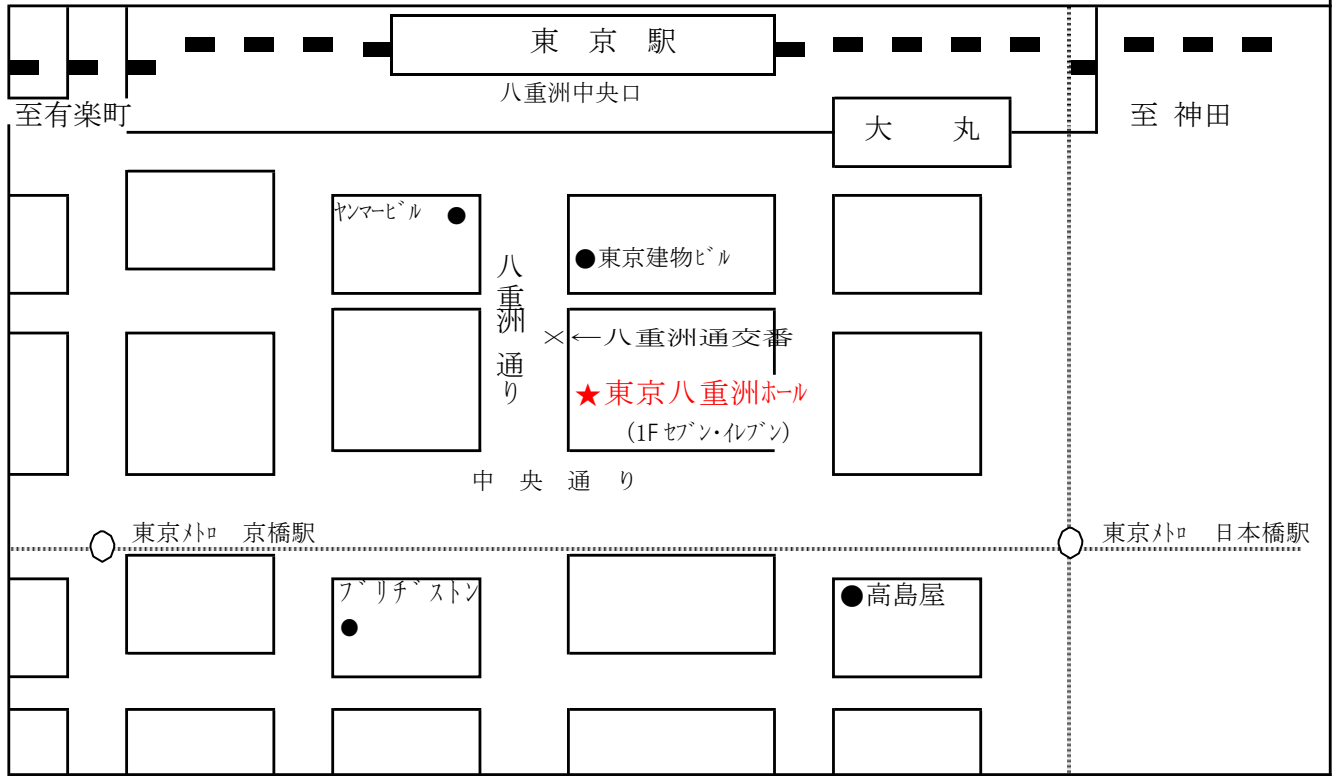 東 京 駅
八重洲中央口
至有楽町
大 丸
至 神田
ヤンマービル
東京建物ビル
八重洲通り
×←八重洲通交番
★東京八重洲ホール
(1F セブン・イレブン)
中 央 通 り
東京メトロ 京橋駅
東京メトロ 日本橋駅
ブリヂストン
高島屋